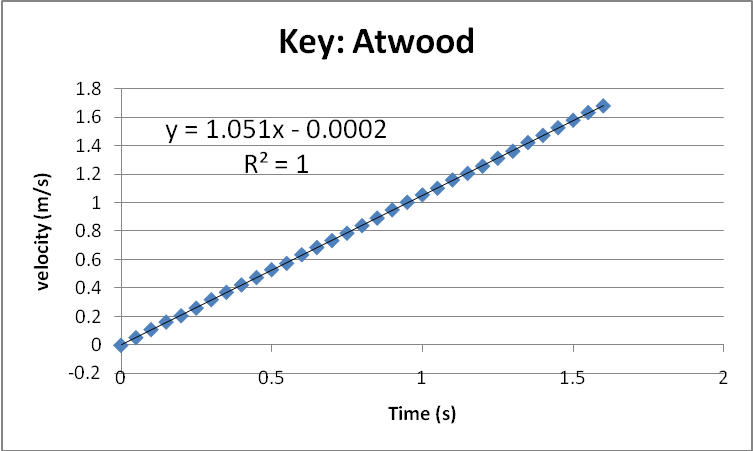 Key: Atwood
1.8
1.6
y = 1.051x - 0.0002
1.4
R² = 1
1.2
1
0.8
0.6
0.4
0.2
0
-0.2
0 0.5 1 1.5 2
velocity (m/s)
Time (s)